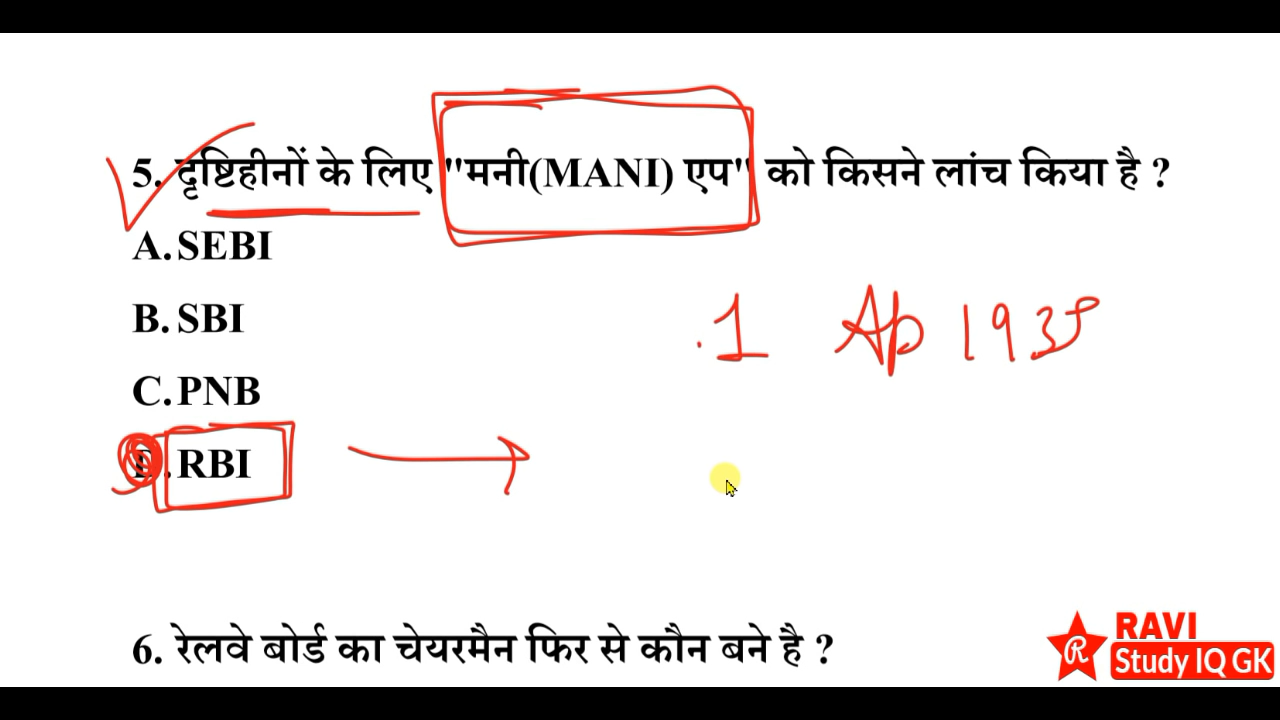 5. दृष्टिहीनों के लिए "मनी(MANI) एप" को किसने लांच किया है ?
A. SEBI
B. SBI
C. PNB
D. RBI
1 Ap 1935
6. रेलवे बोर्ड का चेयरमैन फिर से कौन बने है ?
R
RAVI
Study IQ GK